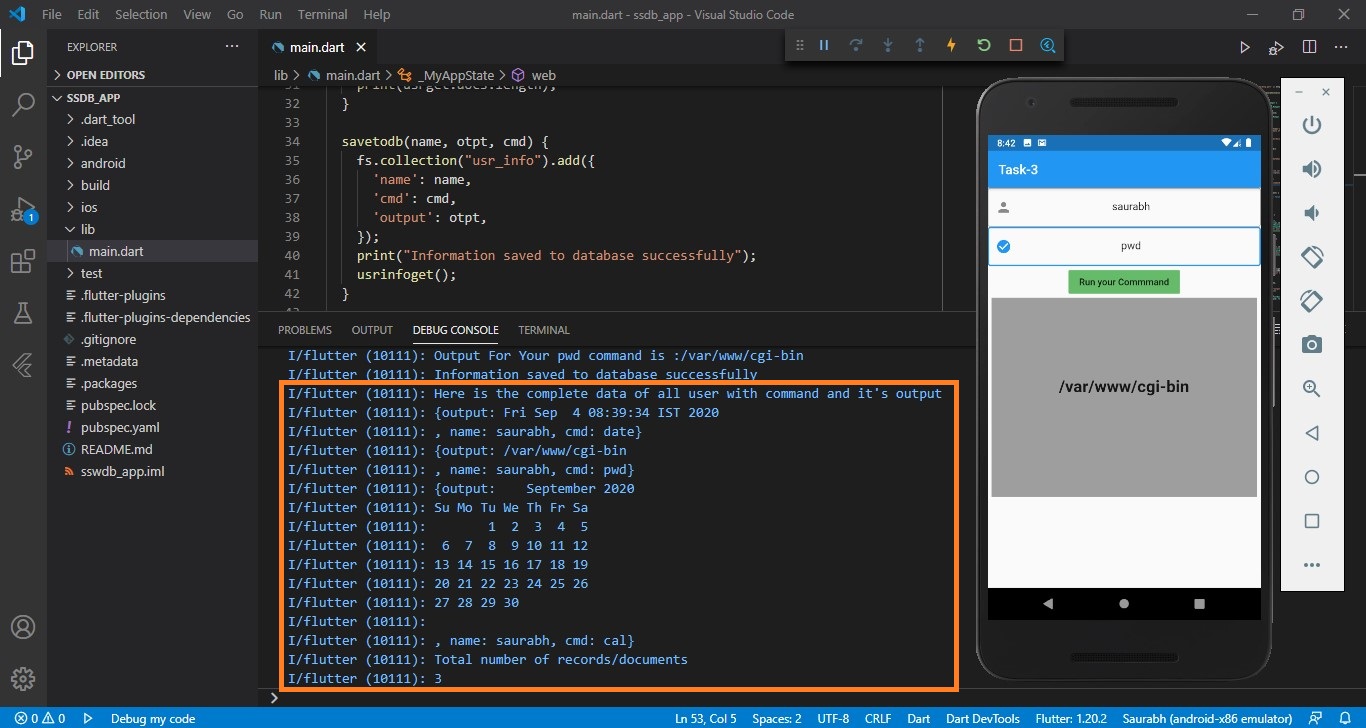 File Edit Selection View Go Run Terminal Help
main.dart - ssdb_app - Visual Studio Code
EXPLORER
OPEN EDITORS
SSDB_APP
.dart_tool
.idea
android
build
ios
lib
main.dart
test
.flutter-plugins
.flutter-plugins-dependencies
.gitignore
.metadata
.packages
pubspec.lock
pubspec.yaml
README.md
sswdb_app.iml
1
main.dart
lib > main.dart > _MyAppState > web
31 print(usrget.docs.length);
32 }
33
34 savetodb(name, otpt, cmd) {
35 fs.collection("usr_info").add({
36 'name': name,
37 'cmd': cmd,
38 'output': otpt,
39 });
40 print("Information saved to database successfully");
41 usrinfoget();
42 }
PROBLEMS OUTPUT DEBUG CONSOLE TERMINAL
I/flutter (10111): Output For Your pwd command is :/var/www/cgi-bin
I/flutter (10111): Information saved to database successfully
I/flutter (10111): Here is the complete data of all user with command and it's output
I/flutter (10111): {output: Fri Sep  4 08:39:34 IST 2020
I/flutter (10111): , name: saurabh, cmd: date}
I/flutter (10111): {output: /var/www/cgi-bin
I/flutter (10111): , name: saurabh, cmd: pwd}
I/flutter (10111): {output:    September 2020
I/flutter (10111): Su Mo Tu We Th Fr Sa
I/flutter (10111):        1  2  3  4  5
I/flutter (10111):  6  7  8  9 10 11 12
I/flutter (10111): 13 14 15 16 17 18 19
I/flutter (10111): 20 21 22 23 24 25 26
I/flutter (10111): 27 28 29 30
I/flutter (10111):
I/flutter (10111): , name: saurabh, cmd: cal}
I/flutter (10111): Total number of records/documents
I/flutter (10111): 3
8:42
Task-3
saurabh
pwd
Run your Commmand
/var/www/cgi-bin
0 0 Debug my code
Ln 53, Col 5 Spaces: 2 UTF-8 CRLF Dart Dart DevTools Flutter: 1.20.2 Saurabh (android-x86 emulator)